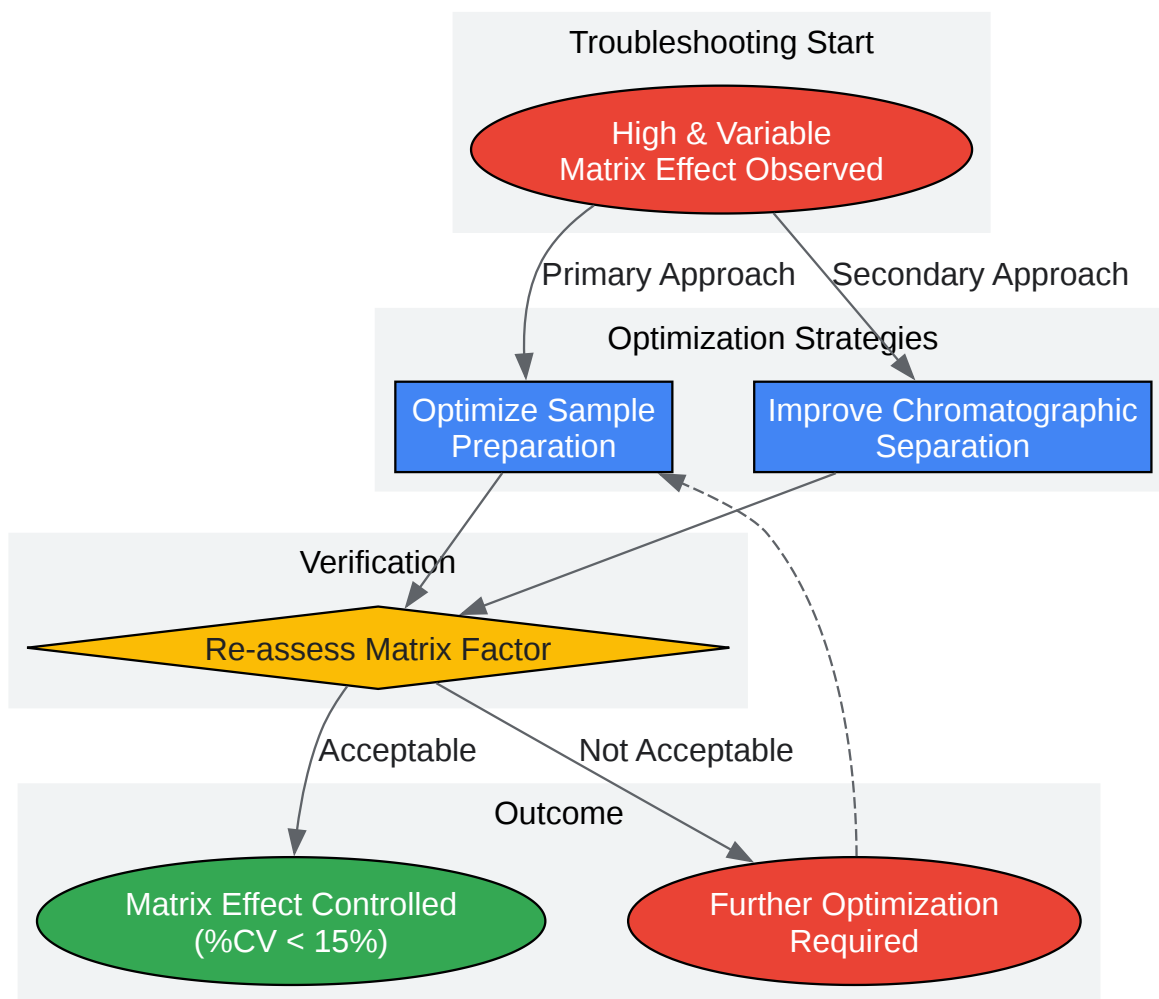 Troubleshooting Start
High & Variable
Matrix Effect Observed
Primary Approach
Secondary Approach
Optimization Strategies
Optimize Sample
Preparation
Improve Chromatographic
Separation
Verification
Re-assess Matrix Factor
Acceptable
Not Acceptable
Outcome
Matrix Effect Controlled
(%CV < 15%)
Further Optimization
Required